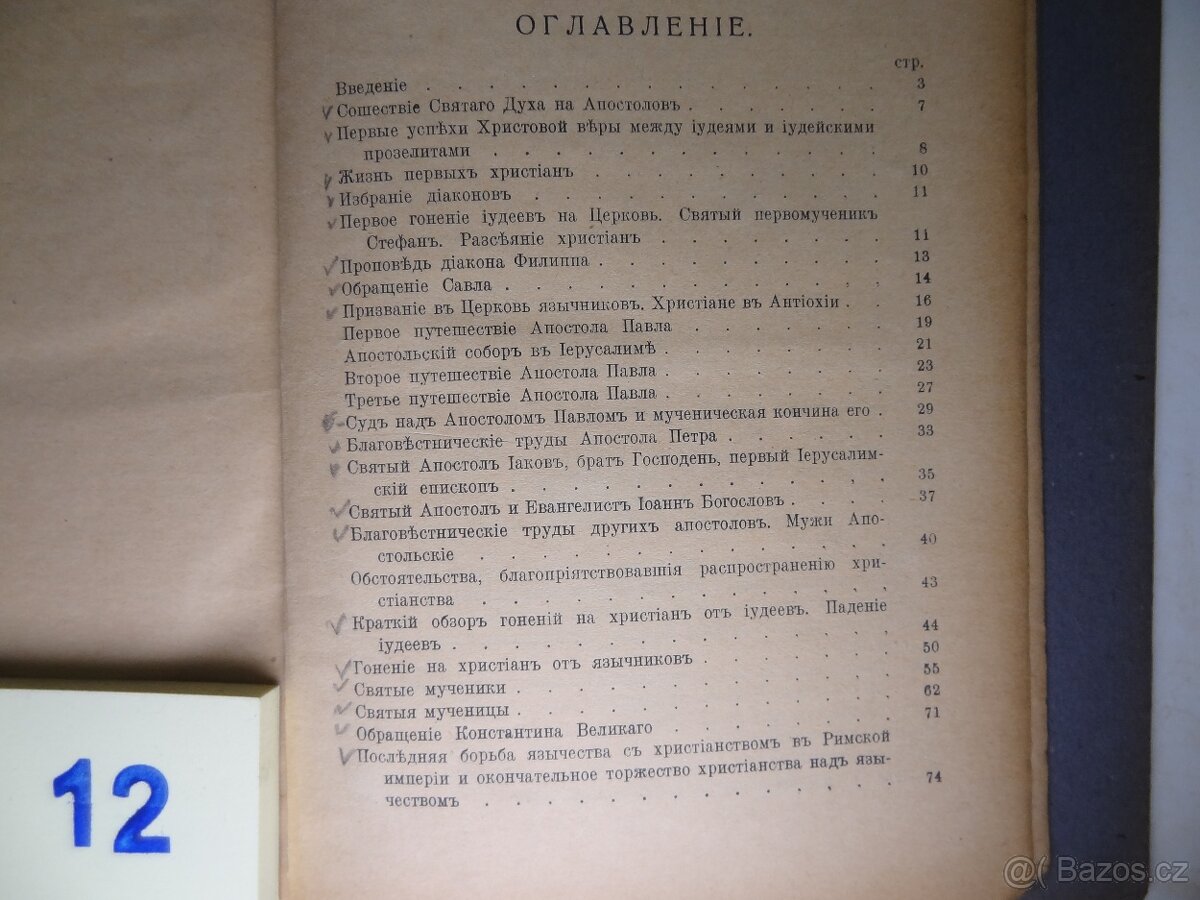 ОГЛАВЛЕНІЕ.
стр.
Введеніе . . . . . . . . . . . . . . . . 3
Сошествіе Святаго Духа на Апостоловъ . . . . . . . 7
Первые успѣхи Христовой вѣры между іудеями и іудейскими
прозелитами . . . . . . . . . . . . . . 8
Жизнь первыхъ христіанъ . . . . . . . . . . . 10
Избраніе діаконовъ . . . . . . . . . . . . . 11
Первое гоненіе іудеевъ на Церковь. Святый первомученикъ
Стефанъ. Разсѣяніе христіанъ . . . . . . . . 11
Проповѣдь діакона Филиппа . . . . . . . . . . 13
Обращеніе Савла . . . . . . . . . . . . . 14
Призваніе въ Церковь язычниковъ. Христіане въ Антіохіи . . 16
Первое путешествіе Апостола Павла . . . . . . . 19
Апостольскій соборъ въ Іерусалимѣ . . . . . . . . 21
Второе путешествіе Апостола Павла . . . . . . . . 23
Третье путешествіе Апостола Павла . . . . . . . . 27
Судъ надъ Апостоломъ Павломъ и мученическая кончина его . 29
Благовѣстническіе труды Апостола Петра . . . . . . 33
Святый Апостолъ Іаковъ, братъ Господень, первый Іерусалим-
скій епископъ . . . . . . . . . . . . . 35
Святый Апостолъ и Евангелистъ Іоаннъ Богословъ . . . . 37
Благовѣстническіе труды другихъ апостоловъ. Мужи Апо-
стольскіе . . . . . . . . . . . . . . 40
Обстоятельства, благопріятствовавшія распространенію хри-
стіанства . . . . . . . . . . . . . . 43
Краткій обзоръ гоненій на христіанъ отъ іудеевъ. Паденіе
іудеевъ . . . . . . . . . . . . . . . 44
Гоненіе на христіанъ отъ язычниковъ . . . . . . . 50
Святые мученики . . . . . . . . . . . . . 55
Святыя мученицы . . . . . . . . . . . . . 62
Обращеніе Константина Великаго . . . . . . . . 71
Послѣдняя борьба язычества съ христіанствомъ въ Римской
имперіи и окончательное торжество христіанства надъ язы-
чествомъ . . . . . . . . . . . . . . 74
12
@( Bazos.cz